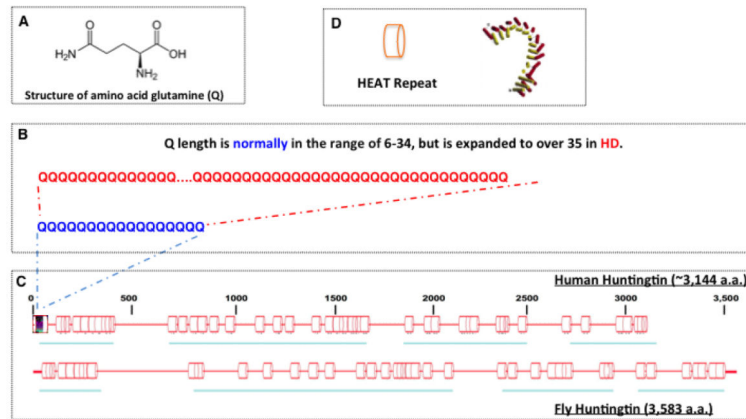 A
O
O
H₂N
OH
NH₂
Structure of amino acid glutamine (Q)
D
HEAT Repeat
B
Q length is normally in the range of 6-34, but is expanded to over 35 in HD.
QQQQQQQQQQQQQQ....QQQQQQQQQQQQQQQQQQQQQQQQQQQQQQQQ
QQQQQQQQQQQQQQQQQ
C
Human Huntingtin (~3,144 a.a.)
0 500 1000 1500 2000 2500 3000 3,500
Fly Huntingtin (3,583 a.a.)